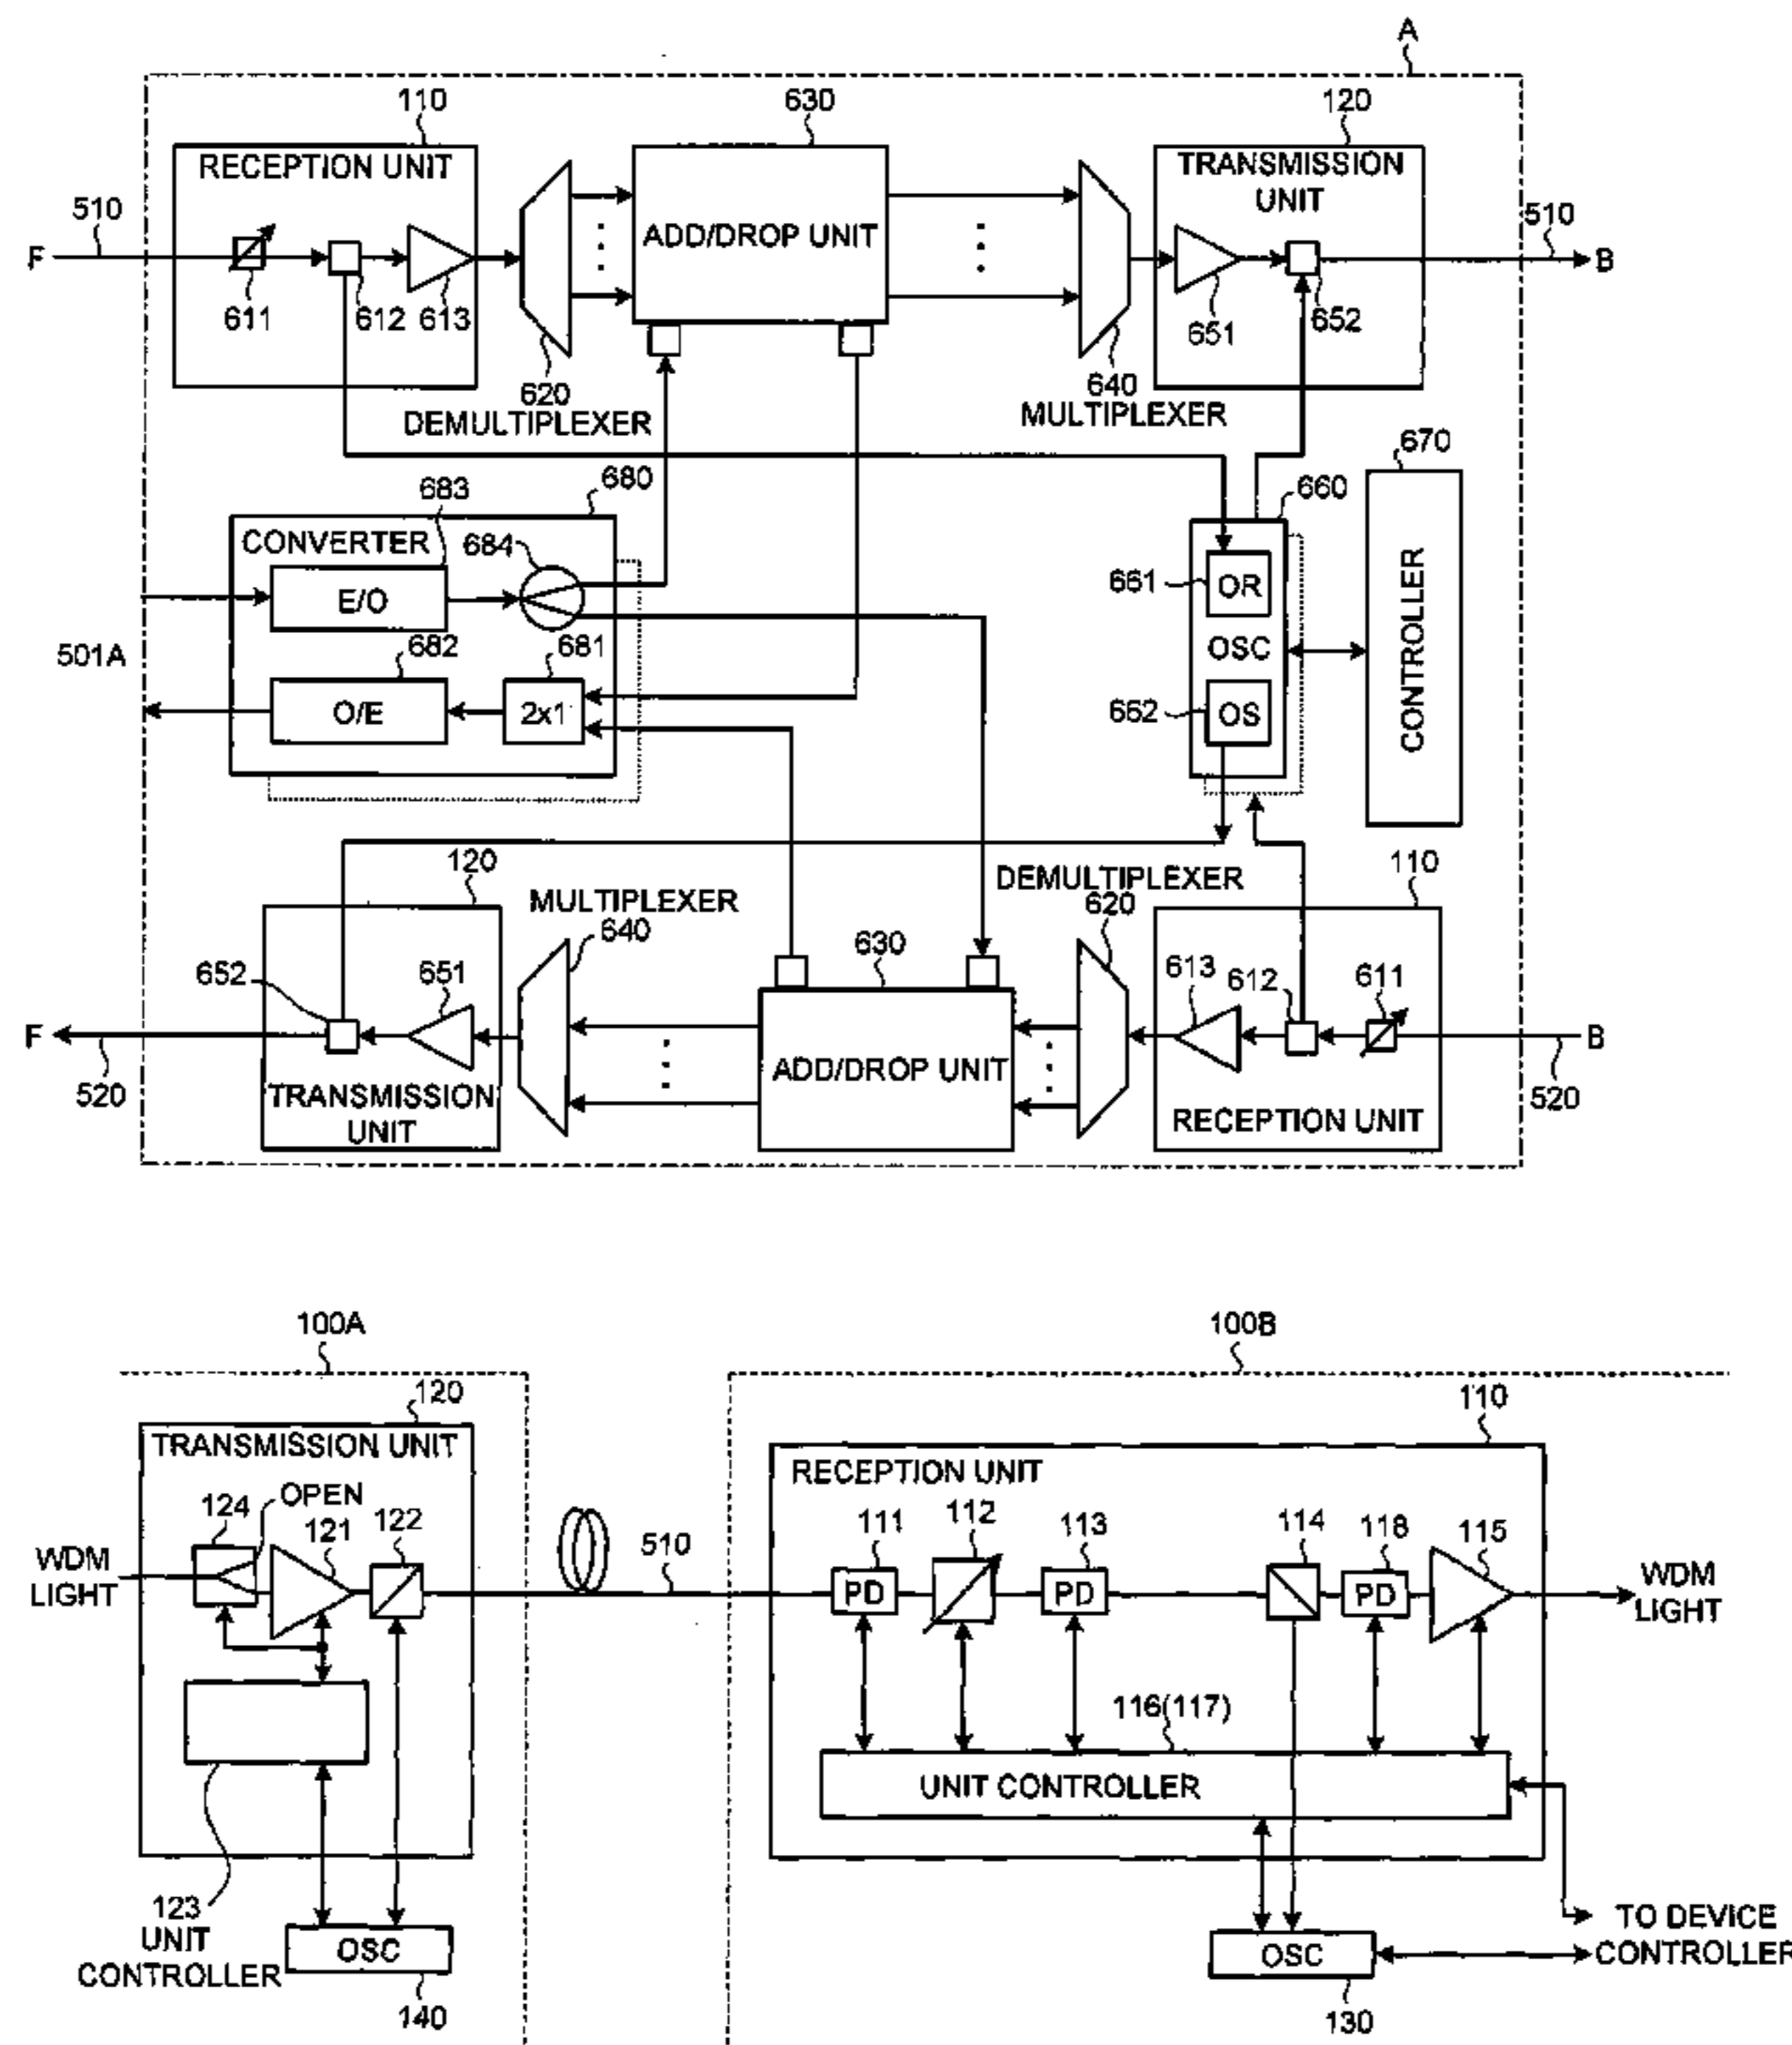 A
110
630
120
RECEPTION UNIT
TRANSMISSION
UNIT
510
510
F
ADD/DROP UNIT
B
611
612
613
651
652
620
DEMULTIPLEXER
640
MULTIPLEXER
670
683
680
660
CONVERTER
684
661
OR
E/O
OSC
CONTROLLER
501A
682
681
O/E
2x1
662
OS
120
110
MULTIPLEXER
DEMULTIPLEXER
640
630
620
652
651
613
612
611
F
B
ADD/DROP UNIT
520
520
TRANSMISSION
UNIT
RECEPTION UNIT
100A
100B
120
110
TRANSMISSION UNIT
RECEPTION UNIT
124
OPEN
121
122
510
111
112
113
114
118
115
WDM
LIGHT
PD
PD
PD
WDM
LIGHT
116(117)
UNIT CONTROLLER
123
UNIT
CONTROLLER
OSC
140
OSC
130
TO DEVICE
CONTROLLER